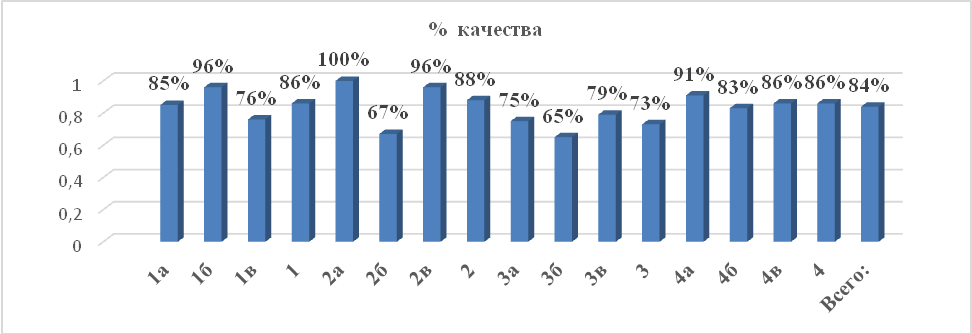 % качества
85% 96% 76% 86% 100% 67% 96% 88% 75% 65% 79% 73% 91% 83% 86% 86% 84%
1
0,8
0,6
0,4
0,2
0
1а 1б 1в 1 2а 2б 2в 2 3а 3б 3в 3 4а 4б 4в 4 Всего: